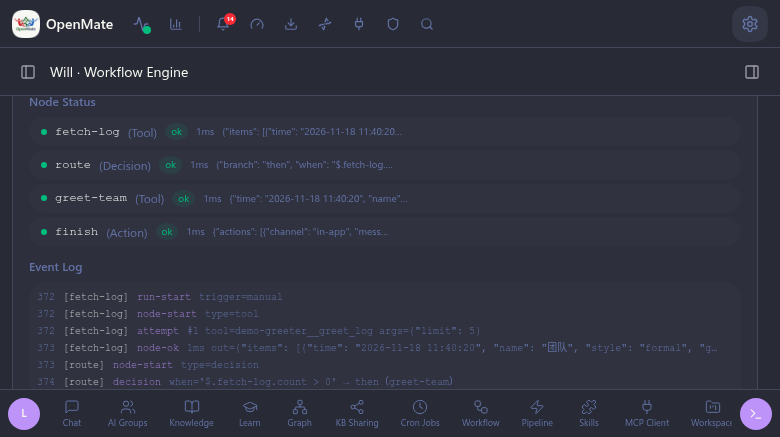 OpenMate
14
Will · Workflow Engine
Node Status
fetch-log (Tool) ok 1ms {"items": [{"time": "2026-11-18 11:40:20...
route (Decision) ok 1ms {"branch": "then", "when": "$.fetch-log....
greet-team (Tool) ok 1ms {"time": "2026-11-18 11:40:20", "name"...
finish (Action) ok 1ms {"actions": [{"channel": "in-app", "mess...
Event Log
372 [fetch-log] run-start trigger=manual
372 [fetch-log] node-start type=tool
372 [fetch-log] attempt #1 tool=demo-greeter__greet_log args={"limit": 5}
373 [fetch-log] node-ok 1ms out={"items": [{"time": "2026-11-18 11:40:20", "name": "团队", "style": "formal", "g…
373 [route] node-start type=decision
374 [route] decision when="$.fetch-log.count > 0" → then (greet-team)
L
Chat
AI Groups
Knowledge
Learn
Graph
KB Sharing
Cron Jobs
Workflow
Pipeline
Skills
MCP Client
Workspace